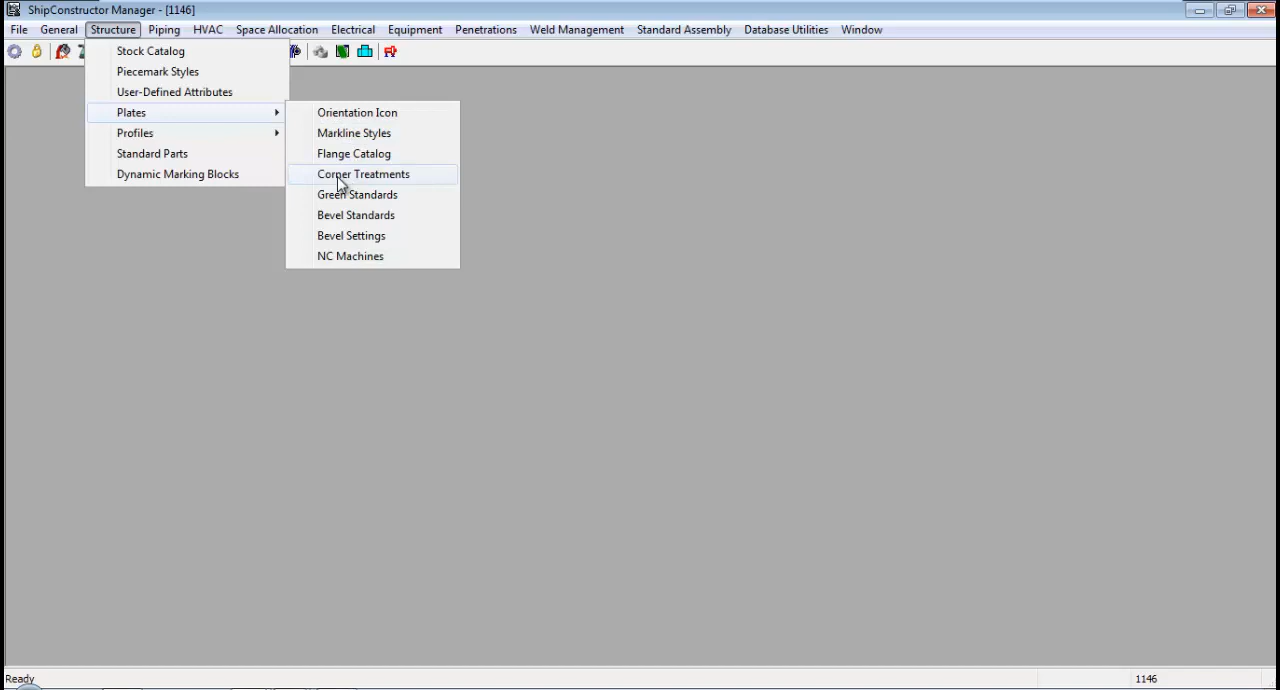 ShipConstructor Manager - [1146]
File General Structure Piping HVAC Space Allocation Electrical Equipment Penetrations Weld Management Standard Assembly Database Utilities Window
Stock Catalog
Piecemark Styles
User-Defined Attributes
Plates
Profiles
Standard Parts
Dynamic Marking Blocks
Orientation Icon
Markline Styles
Flange Catalog
Corner Treatments
Green Standards
Bevel Standards
Bevel Settings
NC Machines
Ready 1146